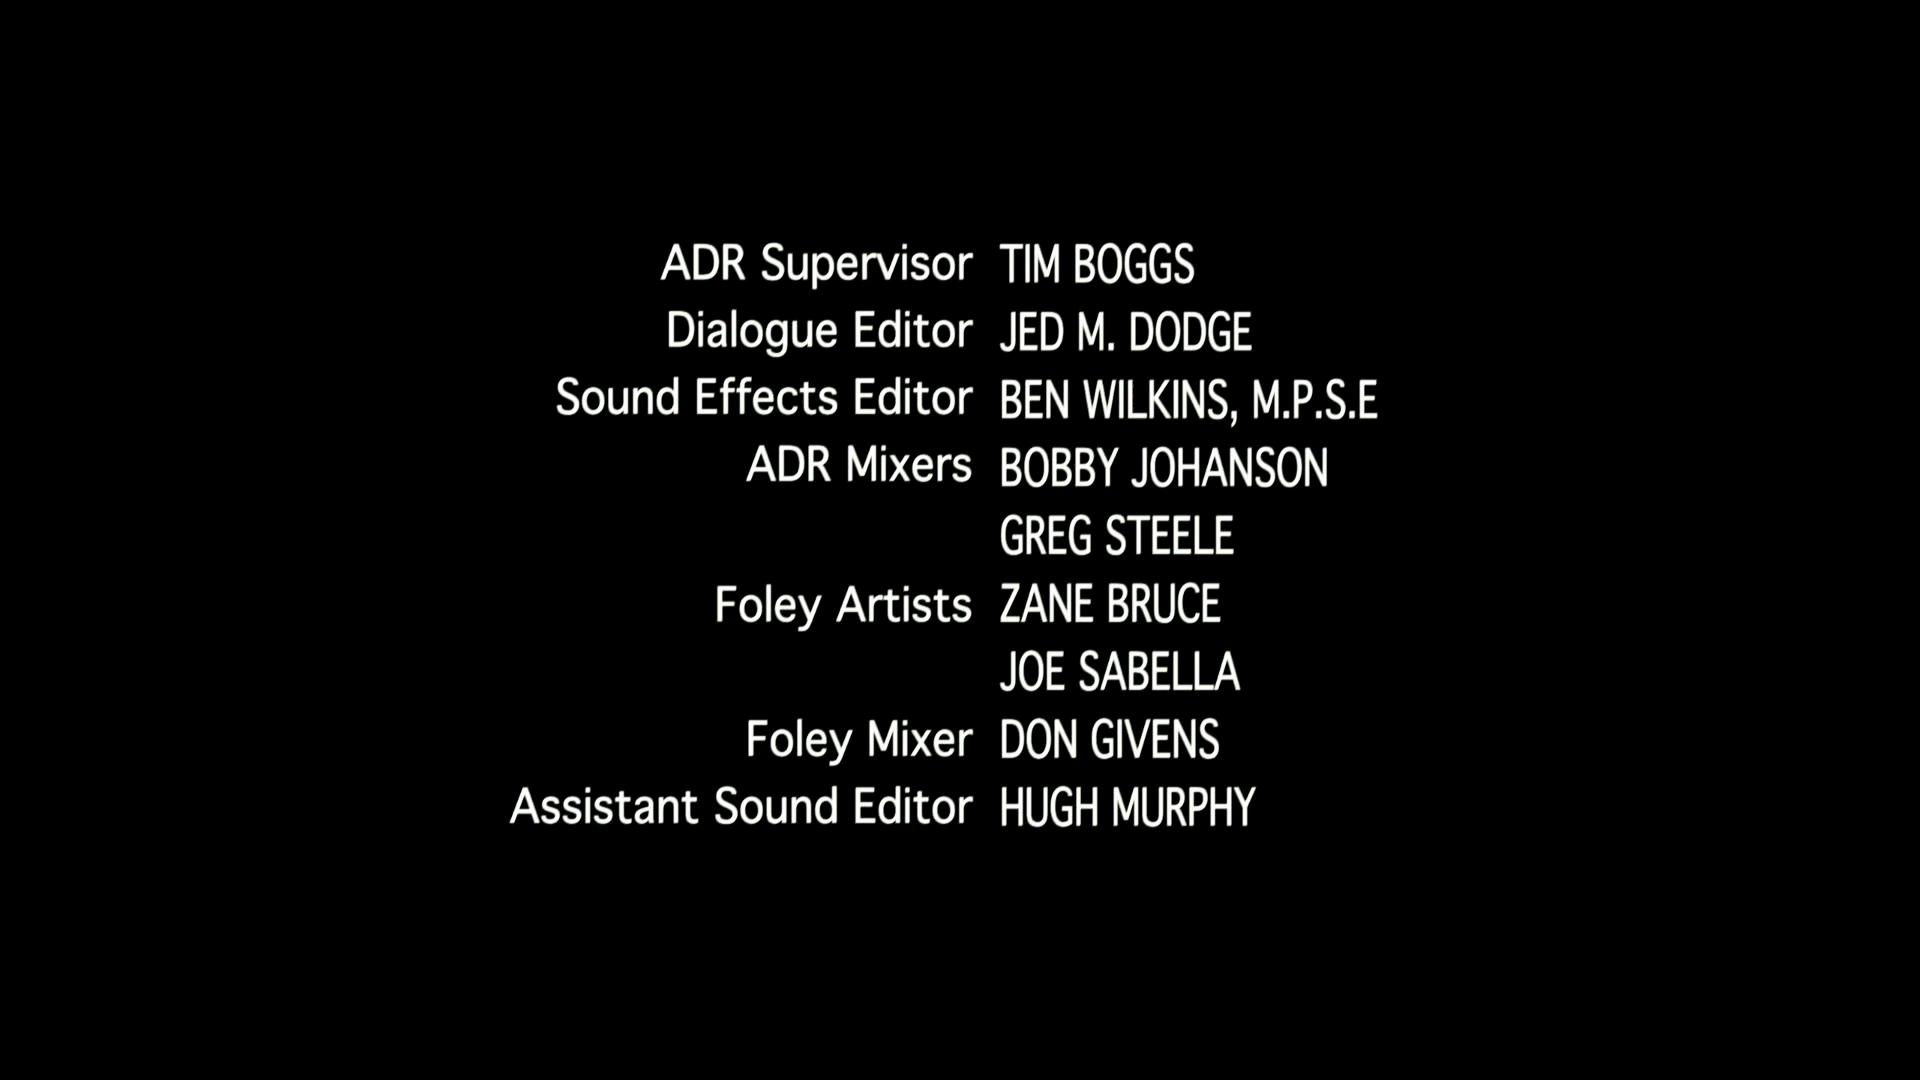 ADR Supervisor TIM BOGGS
Dialogue Editor JED M. DODGE
Sound Effects Editor BEN WILKINS, M.P.S.E
ADR Mixers BOBBY JOHANSON
GREG STEELE
Foley Artists ZANE BRUCE
JOE SABELLA
Foley Mixer DON GIVENS
Assistant Sound Editor HUGH MURPHY